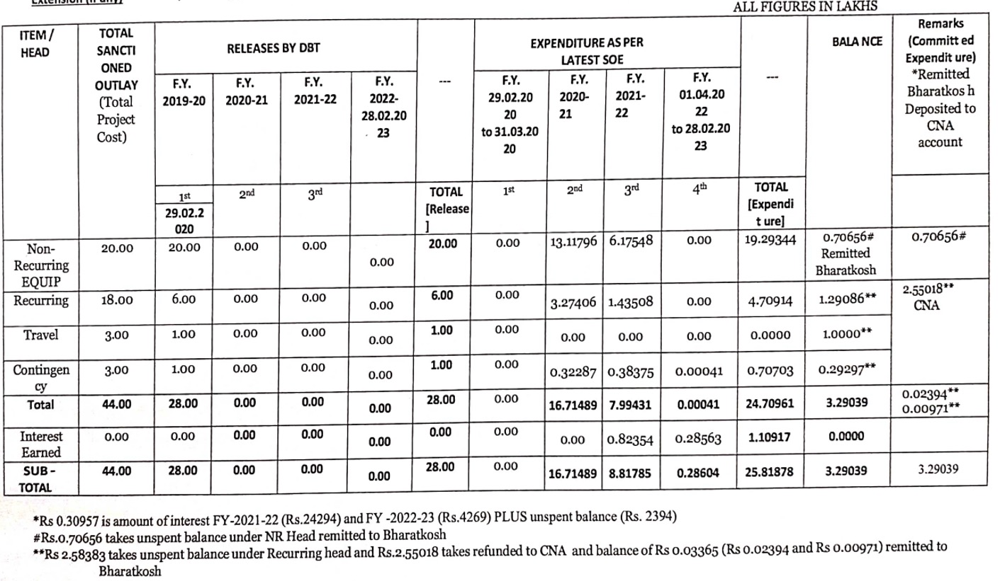 Extension (if any)
ALL FIGURES IN LAKHS
ITEM / HEAD | TOTAL SANCTI ONED OUTLAY (Total Project Cost) | RELEASES BY DBT | --- | EXPENDITURE AS PER LATEST SOE | --- | BALA NCE | Remarks (Committ ed Expendit ure) *Remitted Bharatkos h Deposited to CNA account
F.Y. 2019-20 | F.Y. 2020-21 | F.Y. 2021-22 | F.Y. 2022- 28.02.20 23 | F.Y. 29.02.20 20 to 31.03.20 20 | F.Y. 2020- 21 | F.Y. 2021- 22 | F.Y. 01.04.20 22 to 28.02.20 23
1st 29.02.2 020 | 2nd | 3rd | TOTAL [Release ] | 1st | 2nd | 3rd | 4th | TOTAL [Expendi t ure]
Non- Recurring EQUIP | 20.00 | 20.00 | 0.00 | 0.00 | 0.00 | 20.00 | 0.00 | 13.11796 | 6.17548 | 0.00 | 19.29344 | 0.70656# Remitted Bharatkosh | 0.70656#
Recurring | 18.00 | 6.00 | 0.00 | 0.00 | 0.00 | 6.00 | 0.00 | 3.27406 | 1.43508 | 0.00 | 4.70914 | 1.29086** | 2.55018** CNA
Travel | 3.00 | 1.00 | 0.00 | 0.00 | 0.00 | 1.00 | 0.00 | 0.00 | 0.00 | 0.00 | 0.0000 | 1.0000**
Contingen cy | 3.00 | 1.00 | 0.00 | 0.00 | 0.00 | 1.00 | 0.00 | 0.32287 | 0.38375 | 0.00041 | 0.70703 | 0.29297**
Total | 44.00 | 28.00 | 0.00 | 0.00 | 0.00 | 28.00 | 0.00 | 16.71489 | 7.99431 | 0.00041 | 24.70961 | 3.29039 | 0.02394** 0.00971**
Interest Earned | 0.00 | 0.00 | 0.00 | 0.00 | 0.00 | 0.00 | 0.00 | 0.00 | 0.82354 | 0.28563 | 1.10917 | 0.0000
SUB - TOTAL | 44.00 | 28.00 | 0.00 | 0.00 | 0.00 | 28.00 | 0.00 | 16.71489 | 8.81785 | 0.28604 | 25.81878 | 3.29039 | 3.29039
*Rs 0.30957 is amount of interest FY-2021-22 (Rs.24294) and FY -2022-23 (Rs.4269) PLUS unspent balance (Rs. 2394)
#Rs.0.70656 takes unspent balance under NR Head remitted to Bharatkosh
**Rs 2.58383 takes unspent balance under Recurring head and Rs.2.55018 takes refunded to CNA and balance of Rs 0.03365 (Rs 0.02394 and Rs 0.00971) remitted to
Bharatkosh